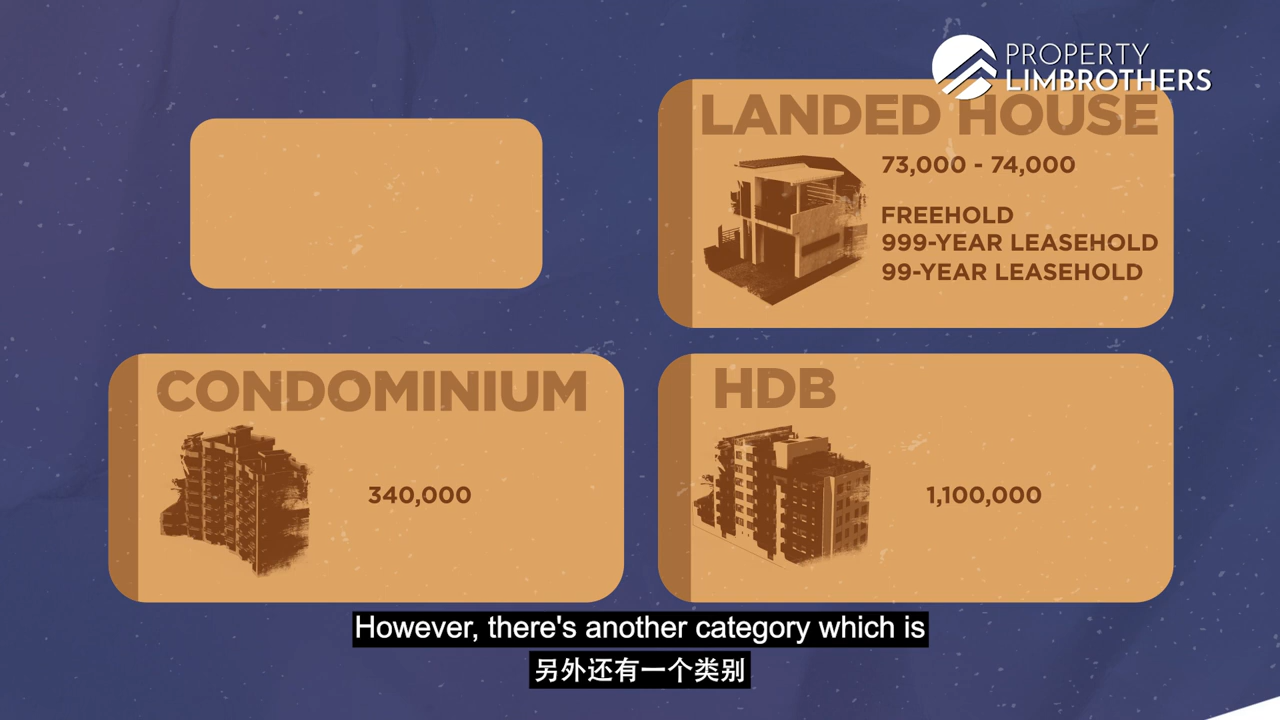 PROPERTY
LIMBROTHERS
LANDED HOUSE
73,000 - 74,000
FREEHOLD
999-YEAR LEASEHOLD
99-YEAR LEASEHOLD
CONDOMINIUM
340,000
HDB
1,100,000
However, there's another category which is
另外还有一个类别